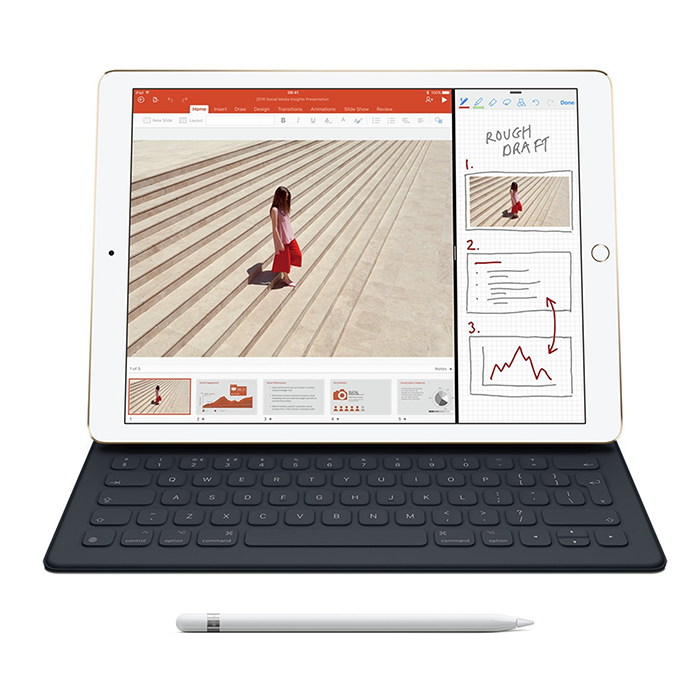 iPad
09:41
100%
2016 Social Media Insights Presentation
Home Insert Draw Design Transitions Animations Slide Show Review
New Slide Layout B I U A
Done
ROUGH
DRAFT
1.
2.
3.
1 of 5
Notes
66%
1 2 3 4 5
Q W E R T Y U I O P
A S D F G H J K L
Z X C V B N M
control option command command option